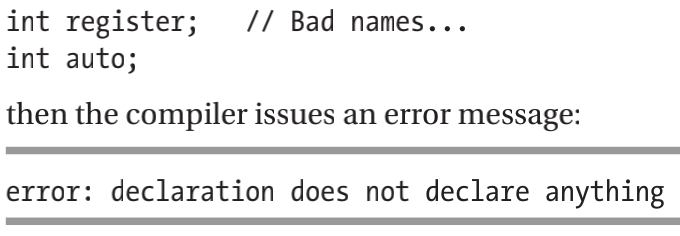 int register;   // Bad names...
int auto;
then the compiler issues an error message:
error: declaration does not declare anything